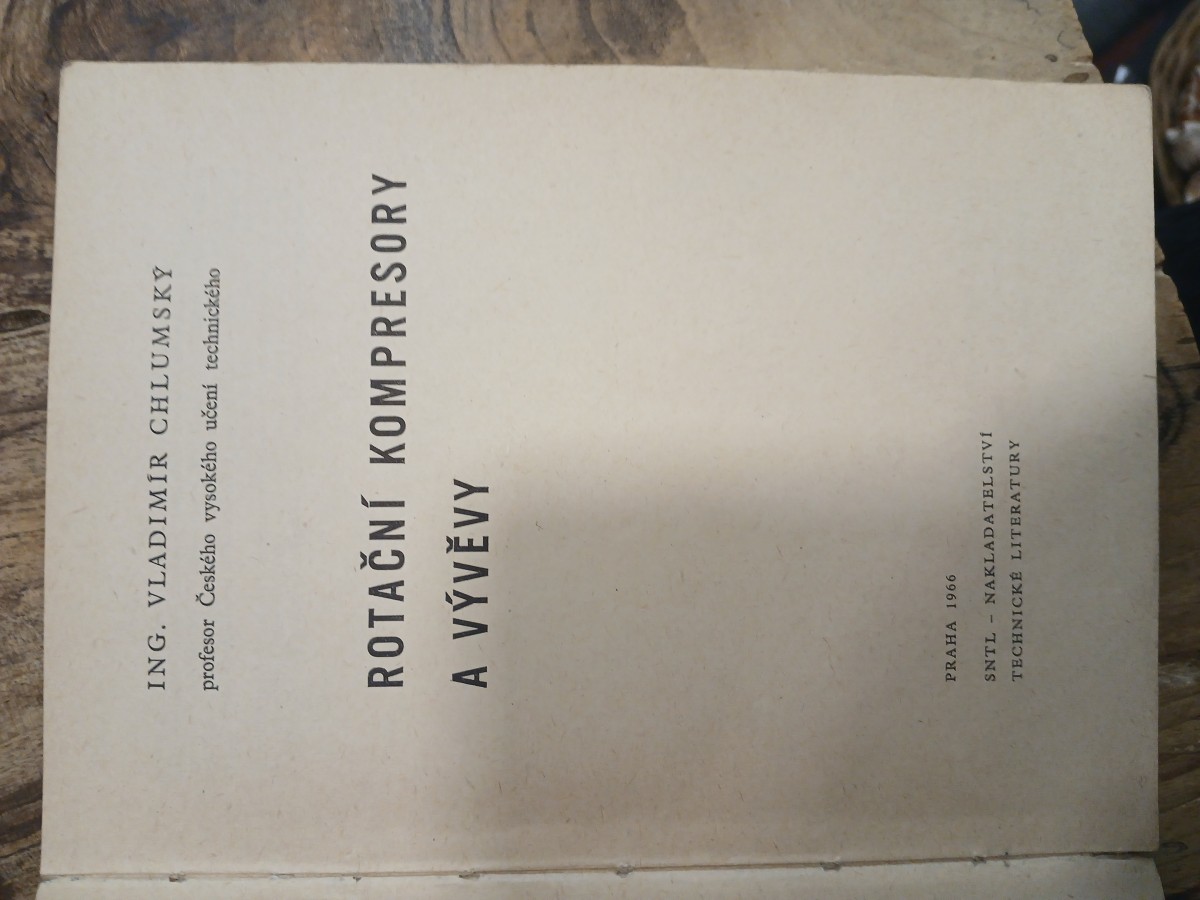 ING. VLADIMÍR CHLUMSKÝ
profesor Českého vysokého učení technického
ROTAČNÍ KOMPRESORY
A VÝVĚVY
PRAHA 1966
SNTL – NAKLADATELSTVÍ
TECHNICKÉ LITERATURY